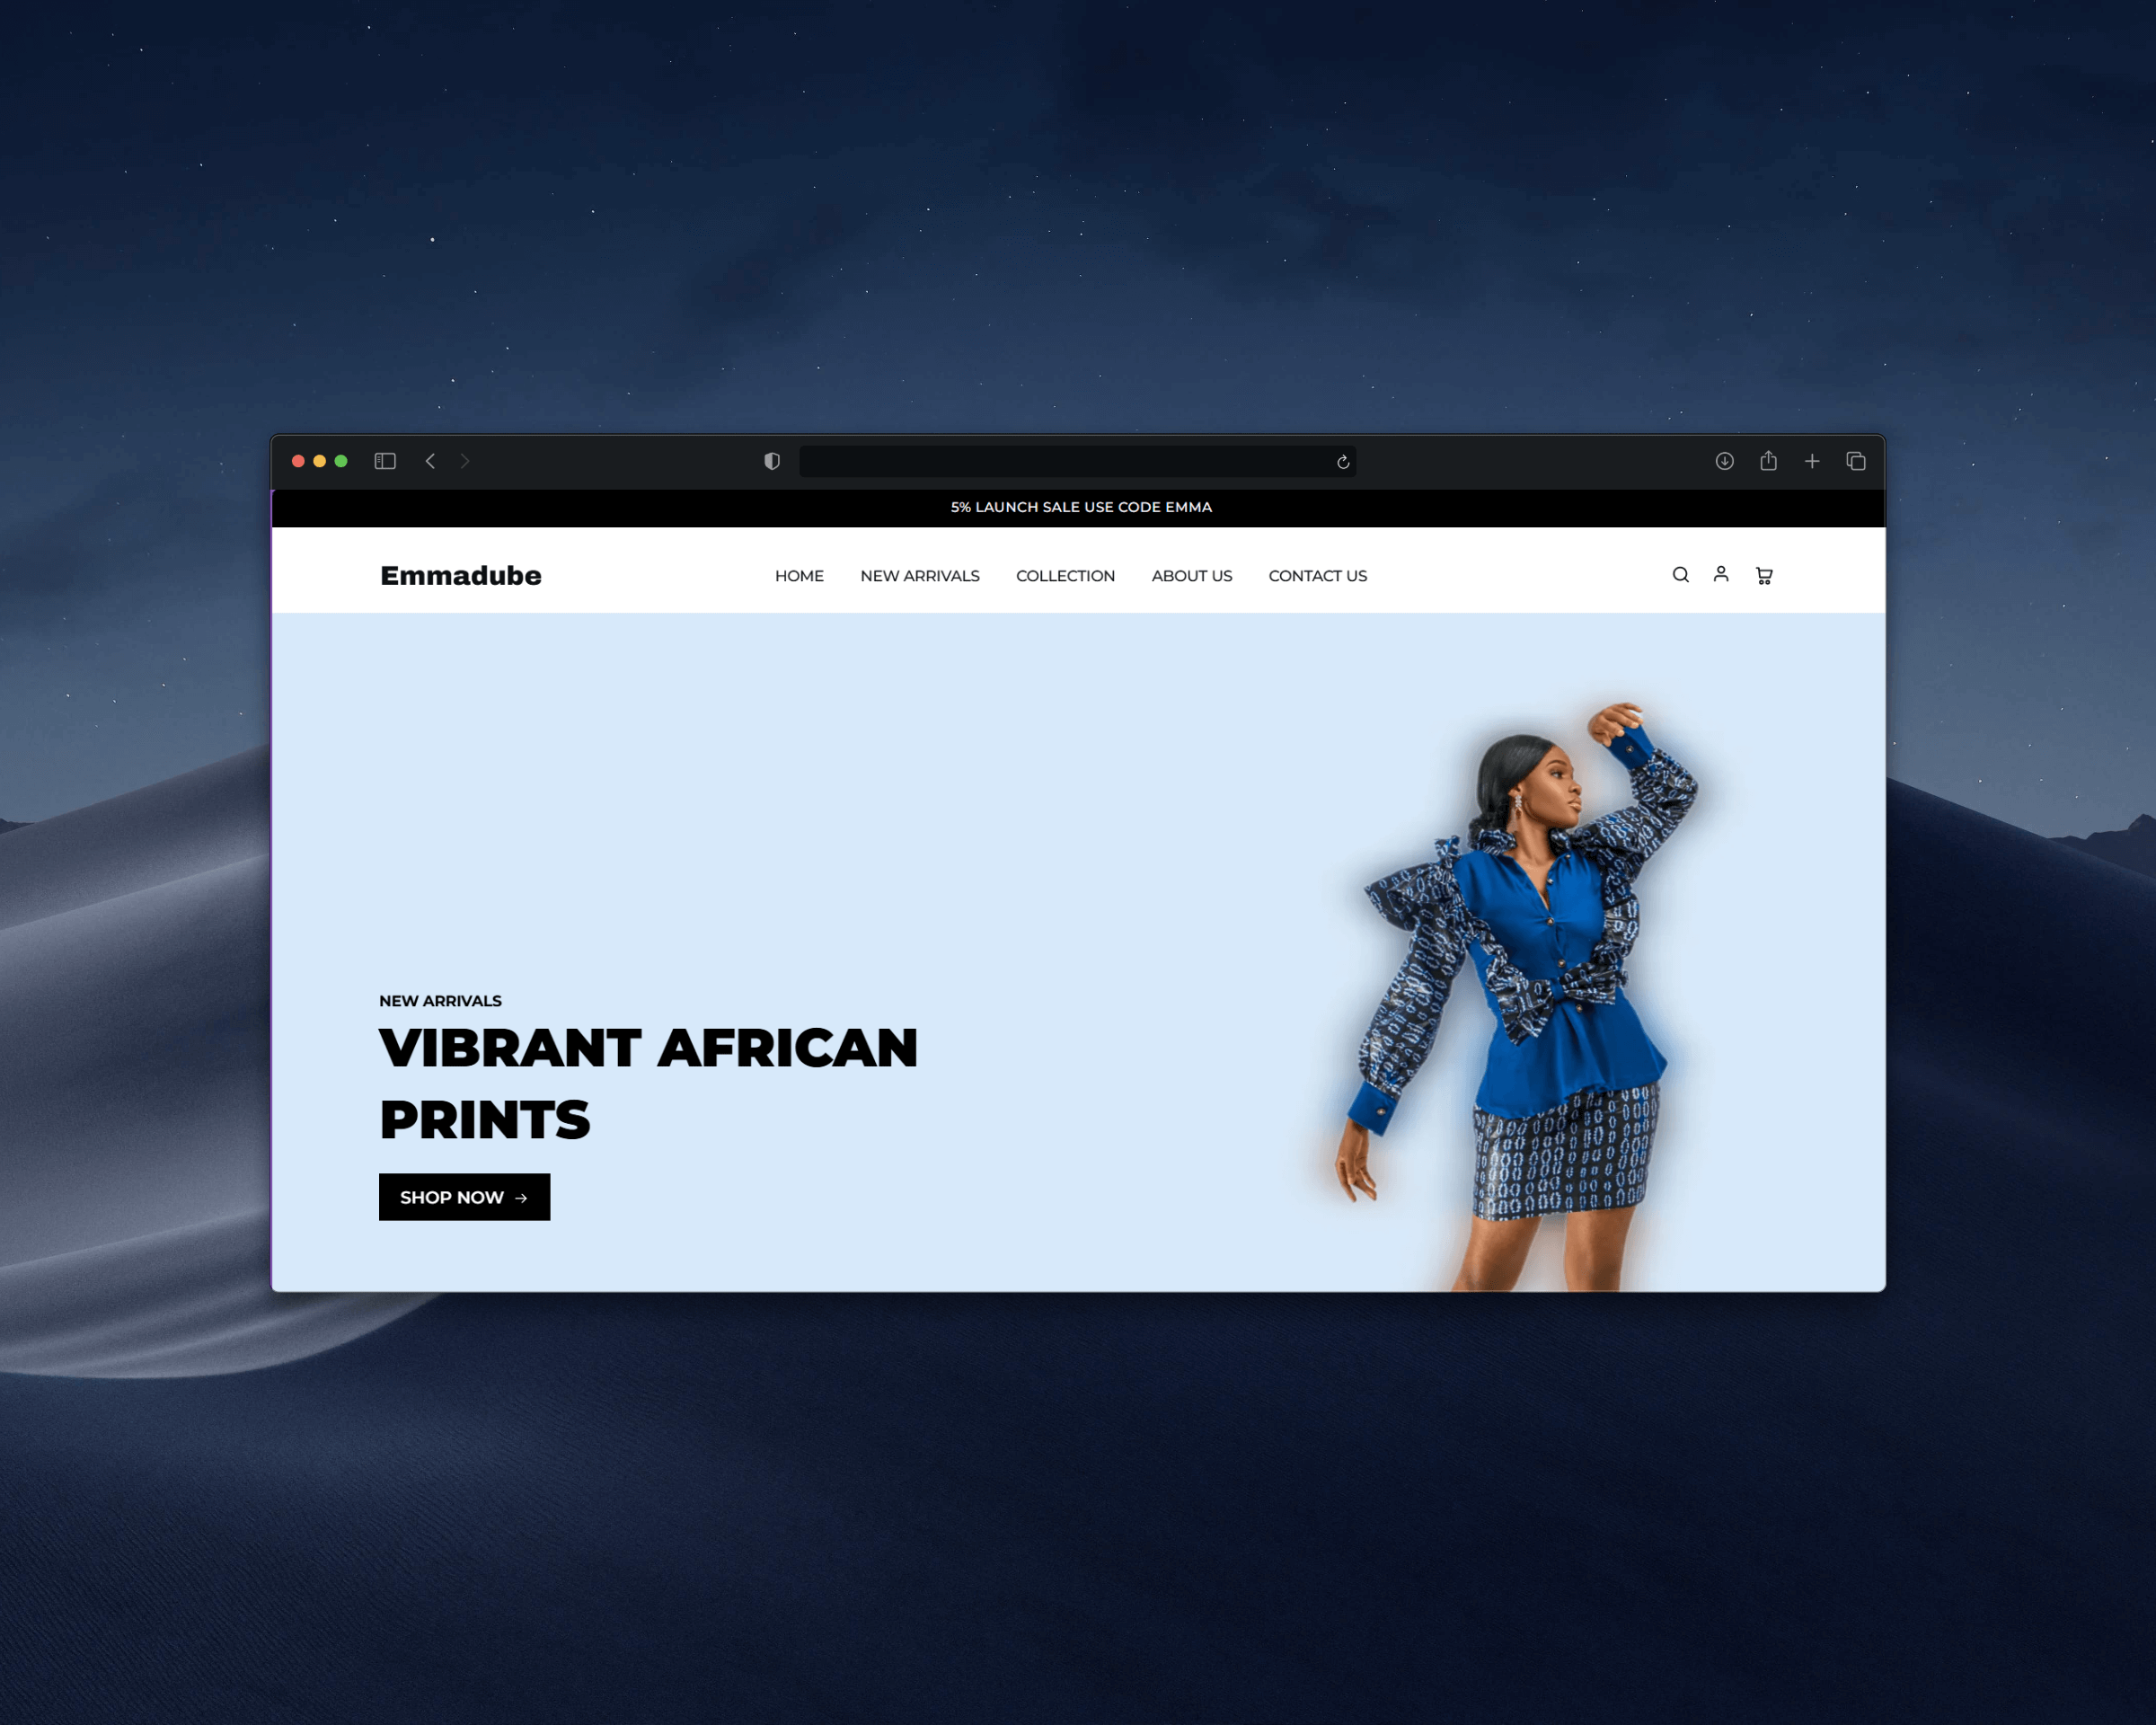 5% LAUNCH SALE USE CODE EMMA
Emmadube
HOME NEW ARRIVALS COLLECTION ABOUT US CONTACT US
NEW ARRIVALS
VIBRANT AFRICAN
PRINTS
SHOP NOW →